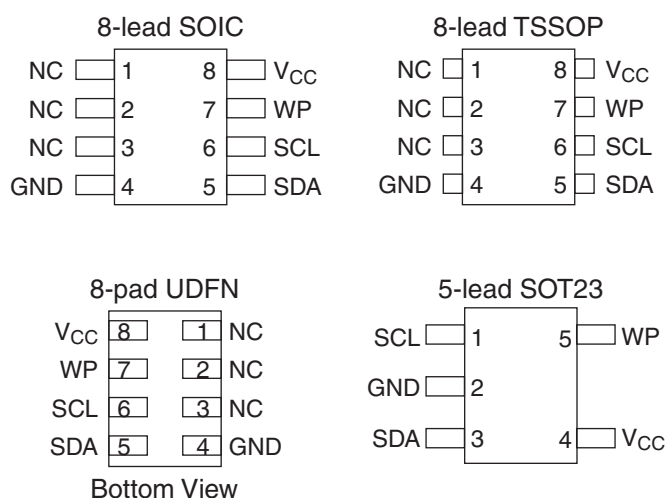 8-lead SOIC
NC 1 8 VCC
NC 2 7 WP
NC 3 6 SCL
GND 4 5 SDA
8-lead TSSOP
NC 1 8 VCC
NC 2 7 WP
NC 3 6 SCL
GND 4 5 SDA
8-pad UDFN
VCC 8 1 NC
WP 7 2 NC
SCL 6 3 NC
SDA 5 4 GND
Bottom View
5-lead SOT23
SCL 1 5 WP
GND 2
SDA 3 4 VCC